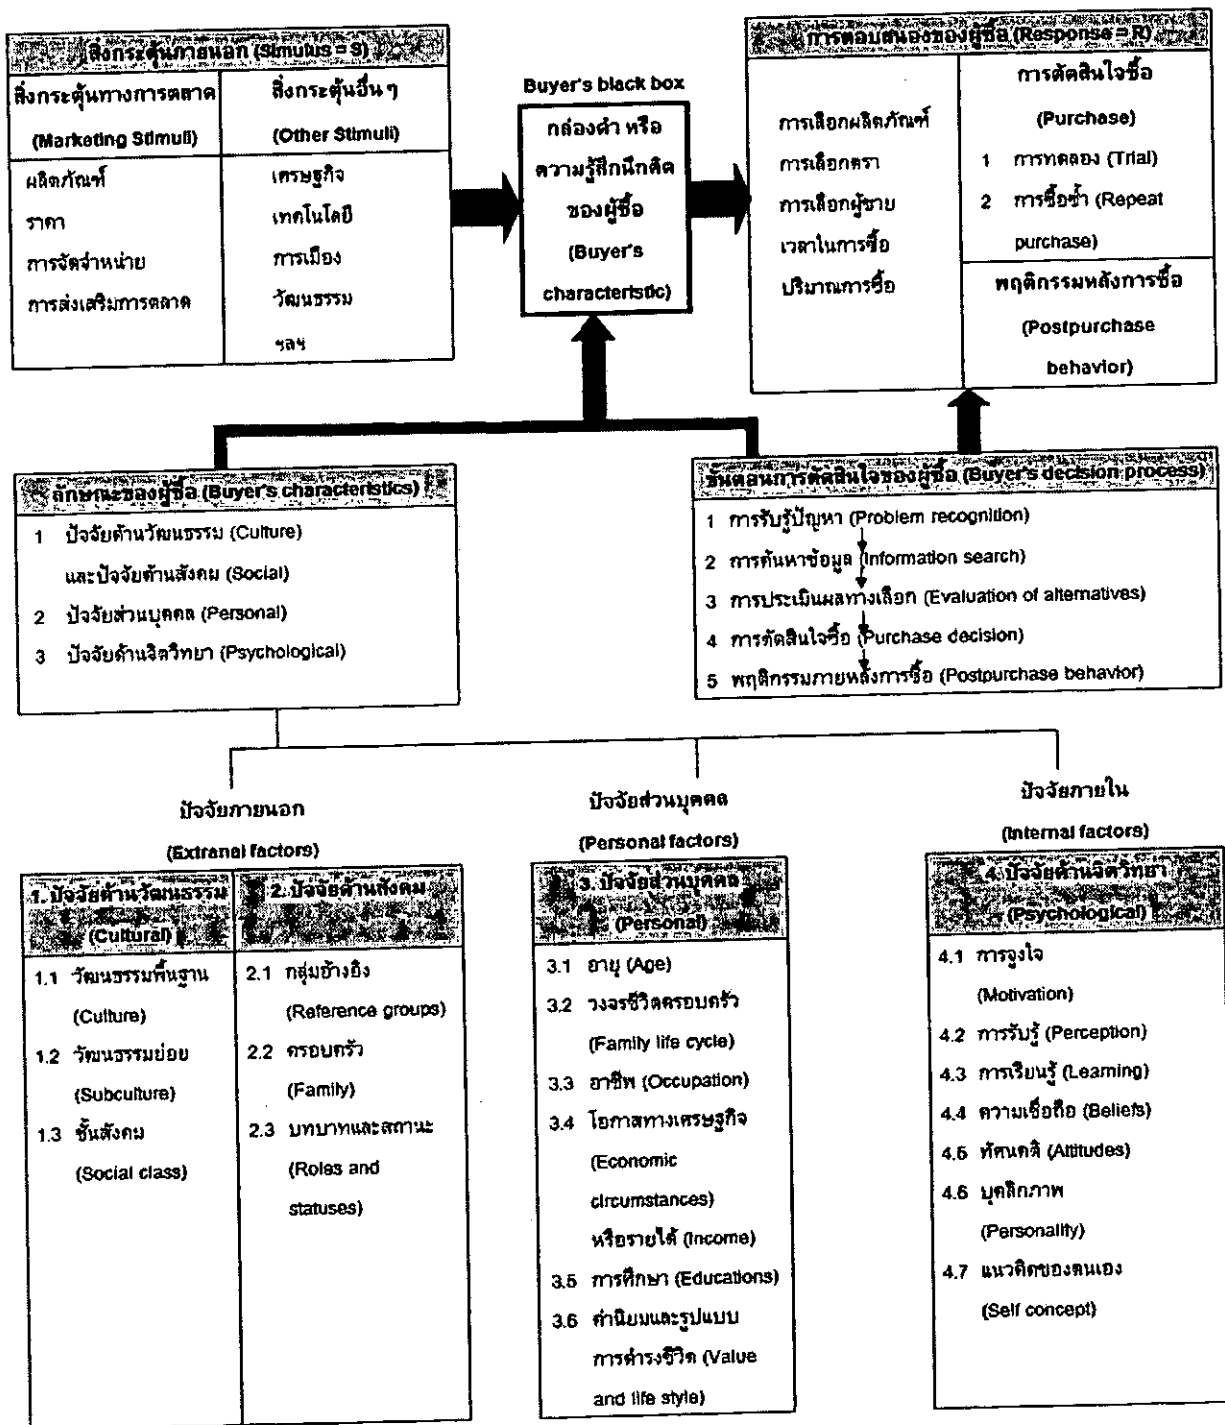 สิ่งกระตุ้นภายนอก (Stimulus = S)
สิ่งกระตุ้นทางการตลาด
(Marketing Stimuli)
สิ่งกระตุ้นอื่น ๆ
(Other Stimuli)
ผลิตภัณฑ์
ราคา
การจัดจำหน่าย
การส่งเสริมการตลาด
เศรษฐกิจ
เทคโนโลยี
การเมือง
วัฒนธรรม
ฯลฯ
Buyer's black box
กล่องดำ หรือ
ความรู้สึกนึกคิด
ของผู้ซื้อ
(Buyer's
characteristic)
การตอบสนองของผู้ซื้อ (Response = R)
การเลือกผลิตภัณฑ์
การเลือกตรา
การเลือกผู้ขาย
เวลาในการซื้อ
ปริมาณการซื้อ
การตัดสินใจซื้อ
(Purchase)
1 การทดลอง (Trial)
2 การซื้อซ้ำ (Repeat
purchase)
พฤติกรรมหลังการซื้อ
(Postpurchase
behavior)
ลักษณะของผู้ซื้อ (Buyer's characteristics)
1 ปัจจัยด้านวัฒนธรรม (Culture)
และปัจจัยด้านสังคม (Social)
2 ปัจจัยส่วนบุคคล (Personal)
3 ปัจจัยด้านจิตวิทยา (Psychological)
ขั้นตอนการตัดสินใจของผู้ซื้อ (Buyer's decision process)
1 การรับรู้ปัญหา (Problem recognition)
2 การค้นหาข้อมูล (Information search)
3 การประเมินผลทางเลือก (Evaluation of alternatives)
4 การตัดสินใจซื้อ (Purchase decision)
5 พฤติกรรมภายหลังการซื้อ (Postpurchase behavior)
ปัจจัยภายนอก
(Extranal factors)
1. ปัจจัยด้านวัฒนธรรม
(Cultural)
1.1 วัฒนธรรมพื้นฐาน
(Culture)
1.2 วัฒนธรรมย่อย
(Subculture)
1.3 ชั้นสังคม
(Social class)
2. ปัจจัยด้านสังคม
2.1 กลุ่มอ้างอิง
(Reference groups)
2.2 ครอบครัว
(Family)
2.3 บทบาทและสถานะ
(Roles and
statuses)
ปัจจัยส่วนบุคคล
(Personal factors)
3. ปัจจัยส่วนบุคคล
(Personal)
3.1 อายุ (Age)
3.2 วงจรชีวิตครอบครัว
(Family life cycle)
3.3 อาชีพ (Occupation)
3.4 โอกาสทางเศรษฐกิจ
(Economic
circumstances)
หรือรายได้ (Income)
3.5 การศึกษา (Educations)
3.6 ค่านิยมและรูปแบบ
การดำรงชีวิต (Value
and life style)
ปัจจัยภายใน
(Internal factors)
4. ปัจจัยด้านจิตวิทยา
(Psychological)
4.1 การจูงใจ
(Motivation)
4.2 การรับรู้ (Perception)
4.3 การเรียนรู้ (Learning)
4.4 ความเชื่อถือ (Beliefs)
4.5 ทัศนคติ (Attitudes)
4.6 บุคลิกภาพ
(Personality)
4.7 แนวคิดของตนเอง
(Self concept)